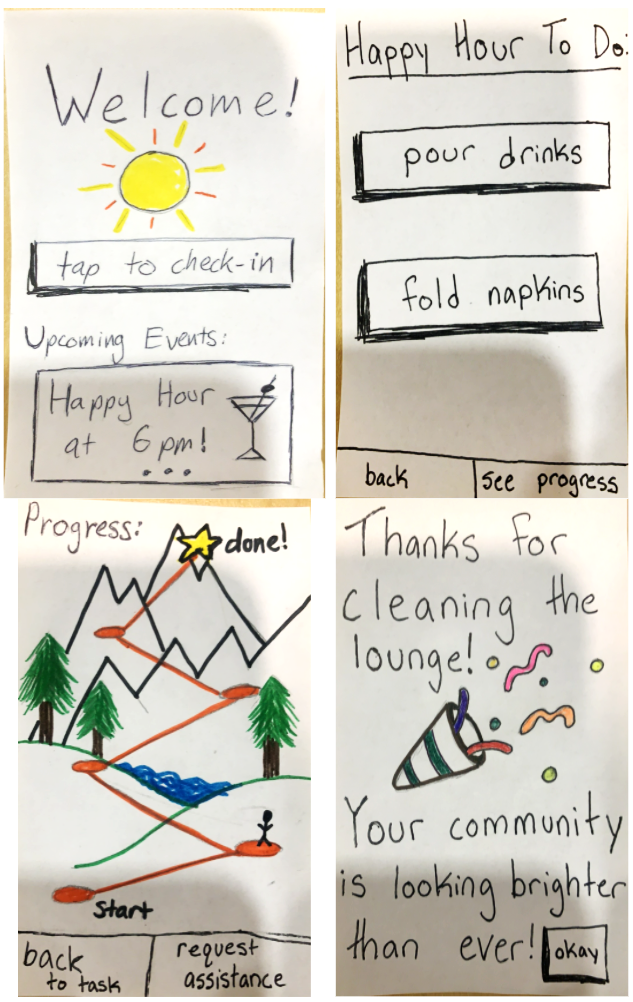 Welcome!
tap to check-in
Upcoming Events:
Happy Hour
at 6pm!
Happy Hour To Do:
pour drinks
fold napkins
back
see progress
Progress:
done!
Start
back
to task
request
assistance
Thanks for
cleaning the
lounge!
Your community
is looking brighter
than ever!
okay